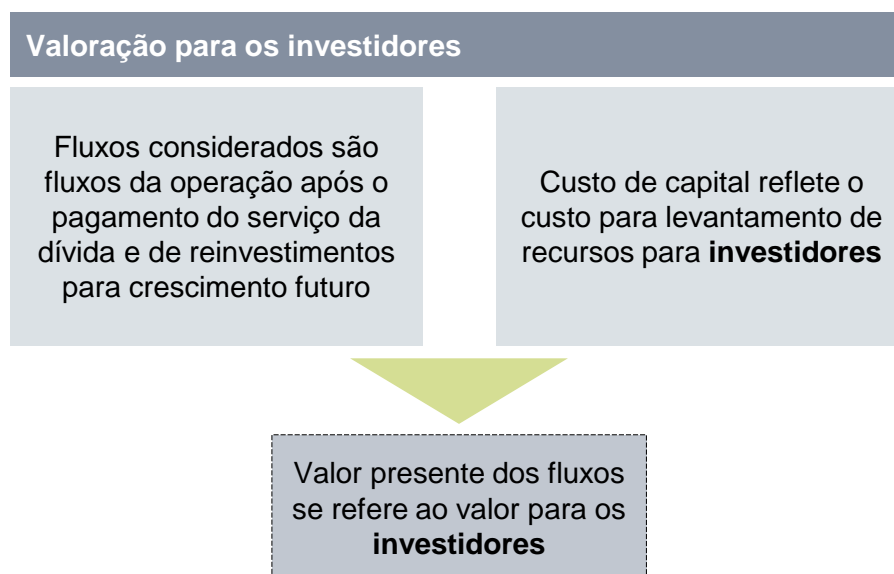 Valoração para os investidores
Fluxos considerados são
fluxos da operação após o
pagamento do serviço da
dívida e de reinvestimentos
para crescimento futuro
Custo de capital reflete o
custo para levantamento de
recursos para investidores
Valor presente dos fluxos
se refere ao valor para os
investidores